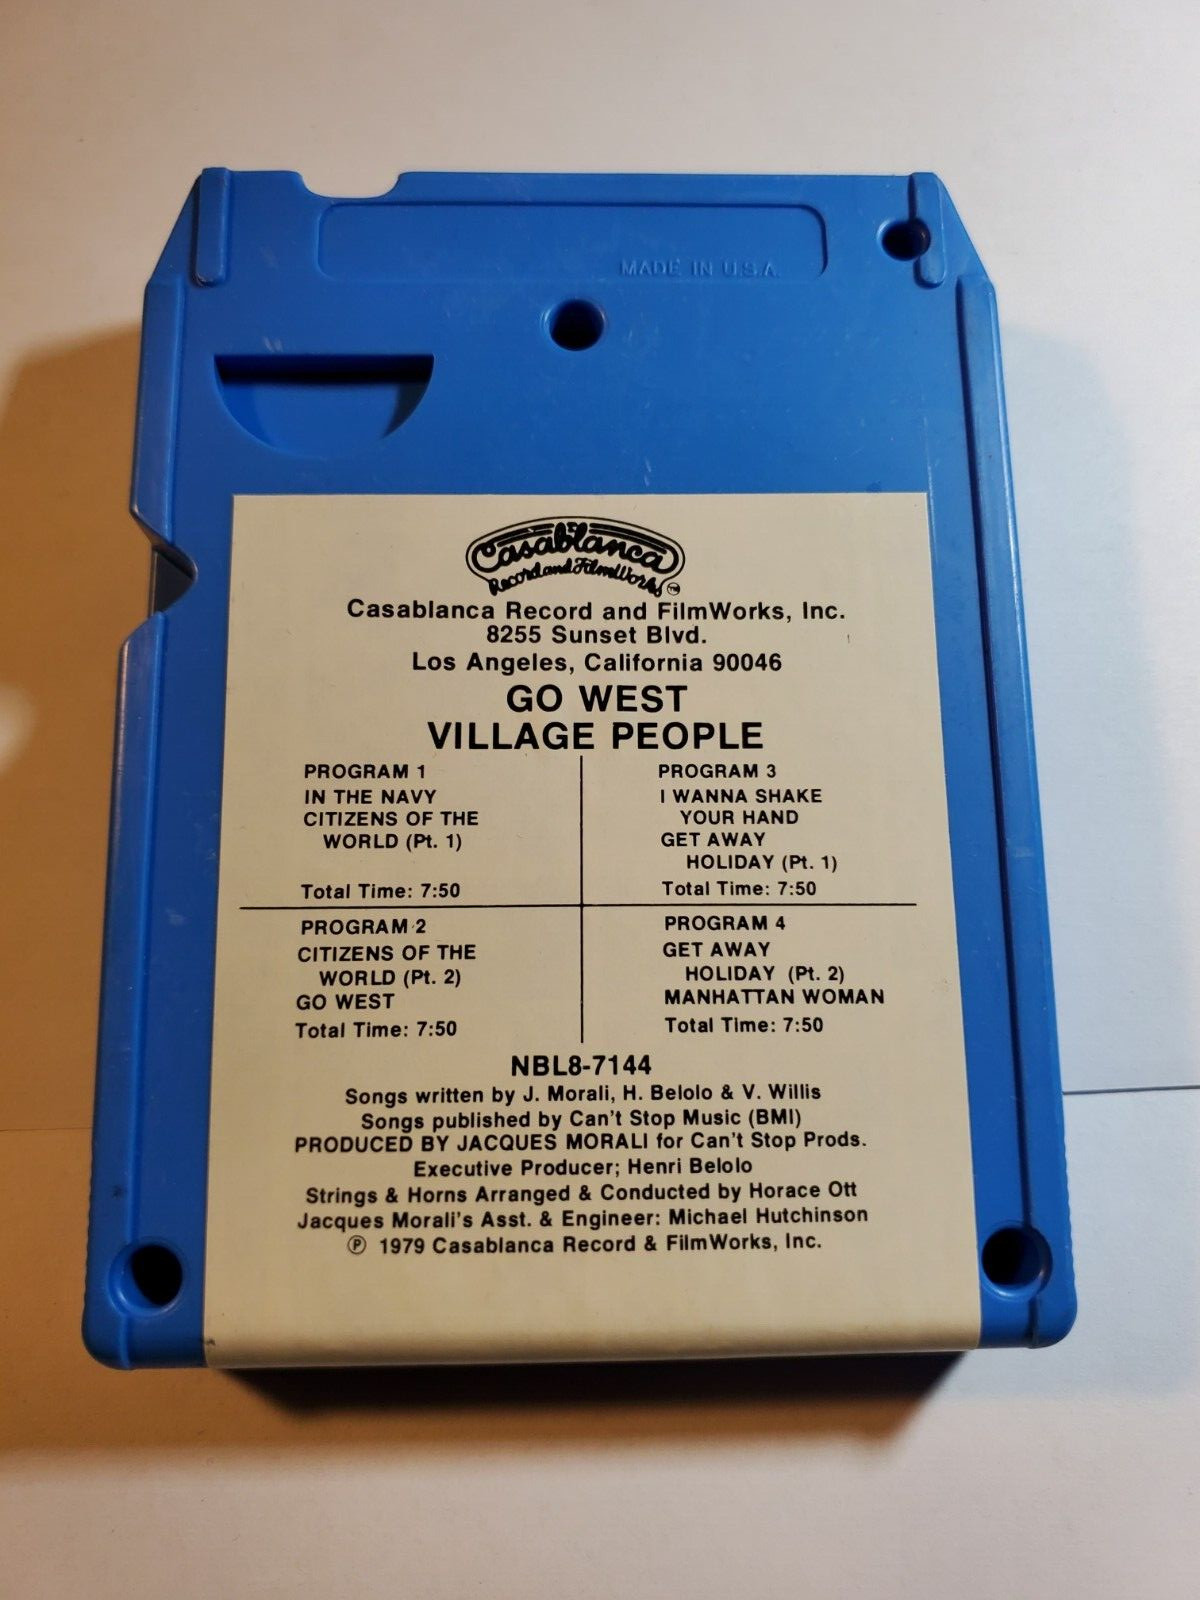 MADE IN U.S.A.
Casablanca
Record and FilmWorks TM
Casablanca Record and FilmWorks, Inc.
8255 Sunset Blvd.
Los Angeles, California 90046
GO WEST
VILLAGE PEOPLE
PROGRAM 1
IN THE NAVY
CITIZENS OF THE
WORLD (Pt. 1)
Total Time: 7:50
PROGRAM 2
CITIZENS OF THE
WORLD (Pt. 2)
GO WEST
Total Time: 7:50
PROGRAM 3
I WANNA SHAKE
YOUR HAND
GET AWAY
HOLIDAY (Pt. 1)
Total Time: 7:50
PROGRAM 4
GET AWAY
HOLIDAY (Pt. 2)
MANHATTAN WOMAN
Total Time: 7:50
NBL8-7144
Songs written by J. Morali, H. Belolo & V. Willis
Songs published by Can't Stop Music (BMI)
PRODUCED BY JACQUES MORALI for Can't Stop Prods.
Executive Producer; Henri Belolo
Strings & Horns Arranged & Conducted by Horace Ott
Jacques Morali's Asst. & Engineer: Michael Hutchinson
℗ 1979 Casablanca Record & FilmWorks, Inc.